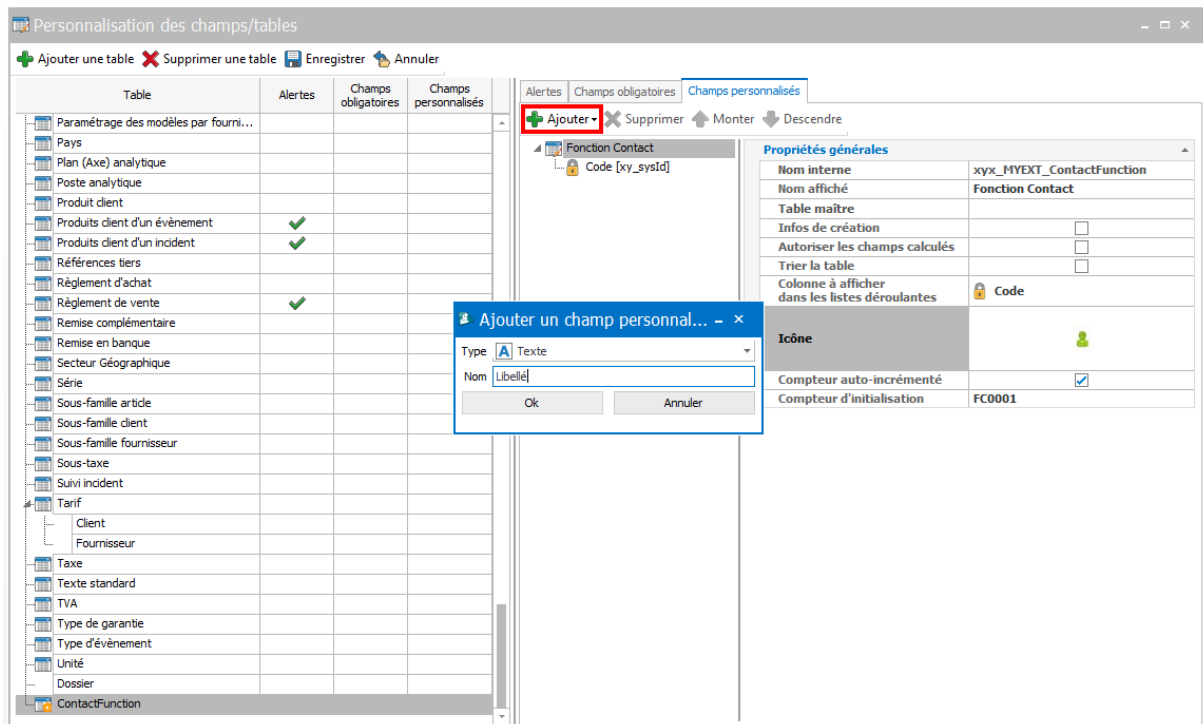 Personnalisation des champs/tables
Ajouter une table Supprimer une table Enregistrer Annuler
Table Alertes Champs obligatoires Champs personnalisés
Paramétrage des modèles par fourni...
Pays
Plan (Axe) analytique
Poste analytique
Produit client
Produits client d'un évènement
Produits client d'un incident
Références tiers
Règlement d'achat
Règlement de vente
Remise complémentaire
Remise en banque
Secteur Géographique
Série
Sous-famille article
Sous-famille client
Sous-famille fournisseur
Sous-taxe
Suivi incident
Tarif
Client
Fournisseur
Taxe
Texte standard
TVA
Type de garantie
Type d'évènement
Unité
Dossier
ContactFunction
Alertes Champs obligatoires Champs personnalisés
Ajouter Supprimer Monter Descendre
Fonction Contact
Code [xy_sysId]
Propriétés générales
Nom interne xyx_MYEXT_ContactFunction
Nom affiché Fonction Contact
Table maître
Infos de création
Autoriser les champs calculés
Trier la table
Colonne à afficher
dans les listes déroulantes Code
Icône
Compteur auto-incrémenté
Compteur d'initialisation FC0001
Ajouter un champ personnal...
Type A Texte
Nom Libellé
Ok Annuler